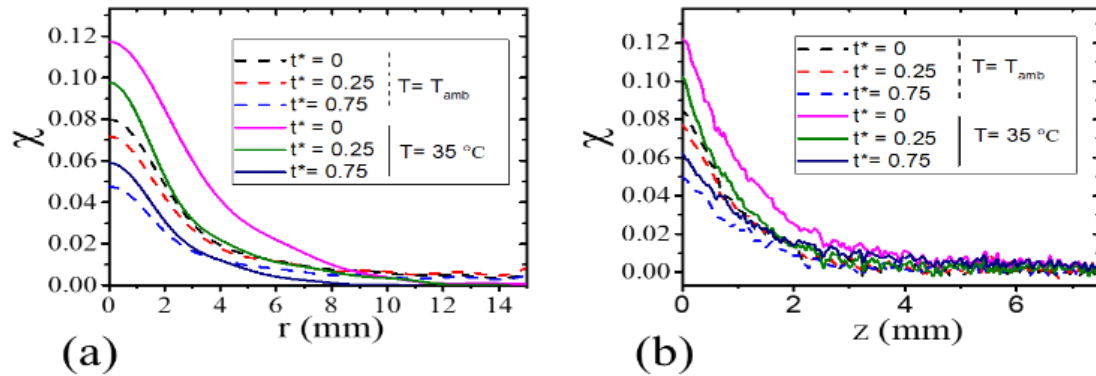 χ
0.12
0.10
0.08
0.06
0.04
0.02
0.00
t* = 0
t* = 0.25
t*= 0.75
T= T_amb
t* = 0
t* = 0.25
t*= 0.75
T= 35 °C
0 2 4 6 8 10 12 14
r (mm)
(a)
χ
0.12
0.10
0.08
0.06
0.04
0.02
0.00
t* = 0
t* = 0.25
t*= 0.75
T= T_amb
t* = 0
t* = 0.25
t*= 0.75
T= 35 °C
0 2 4 6
z (mm)
(b)